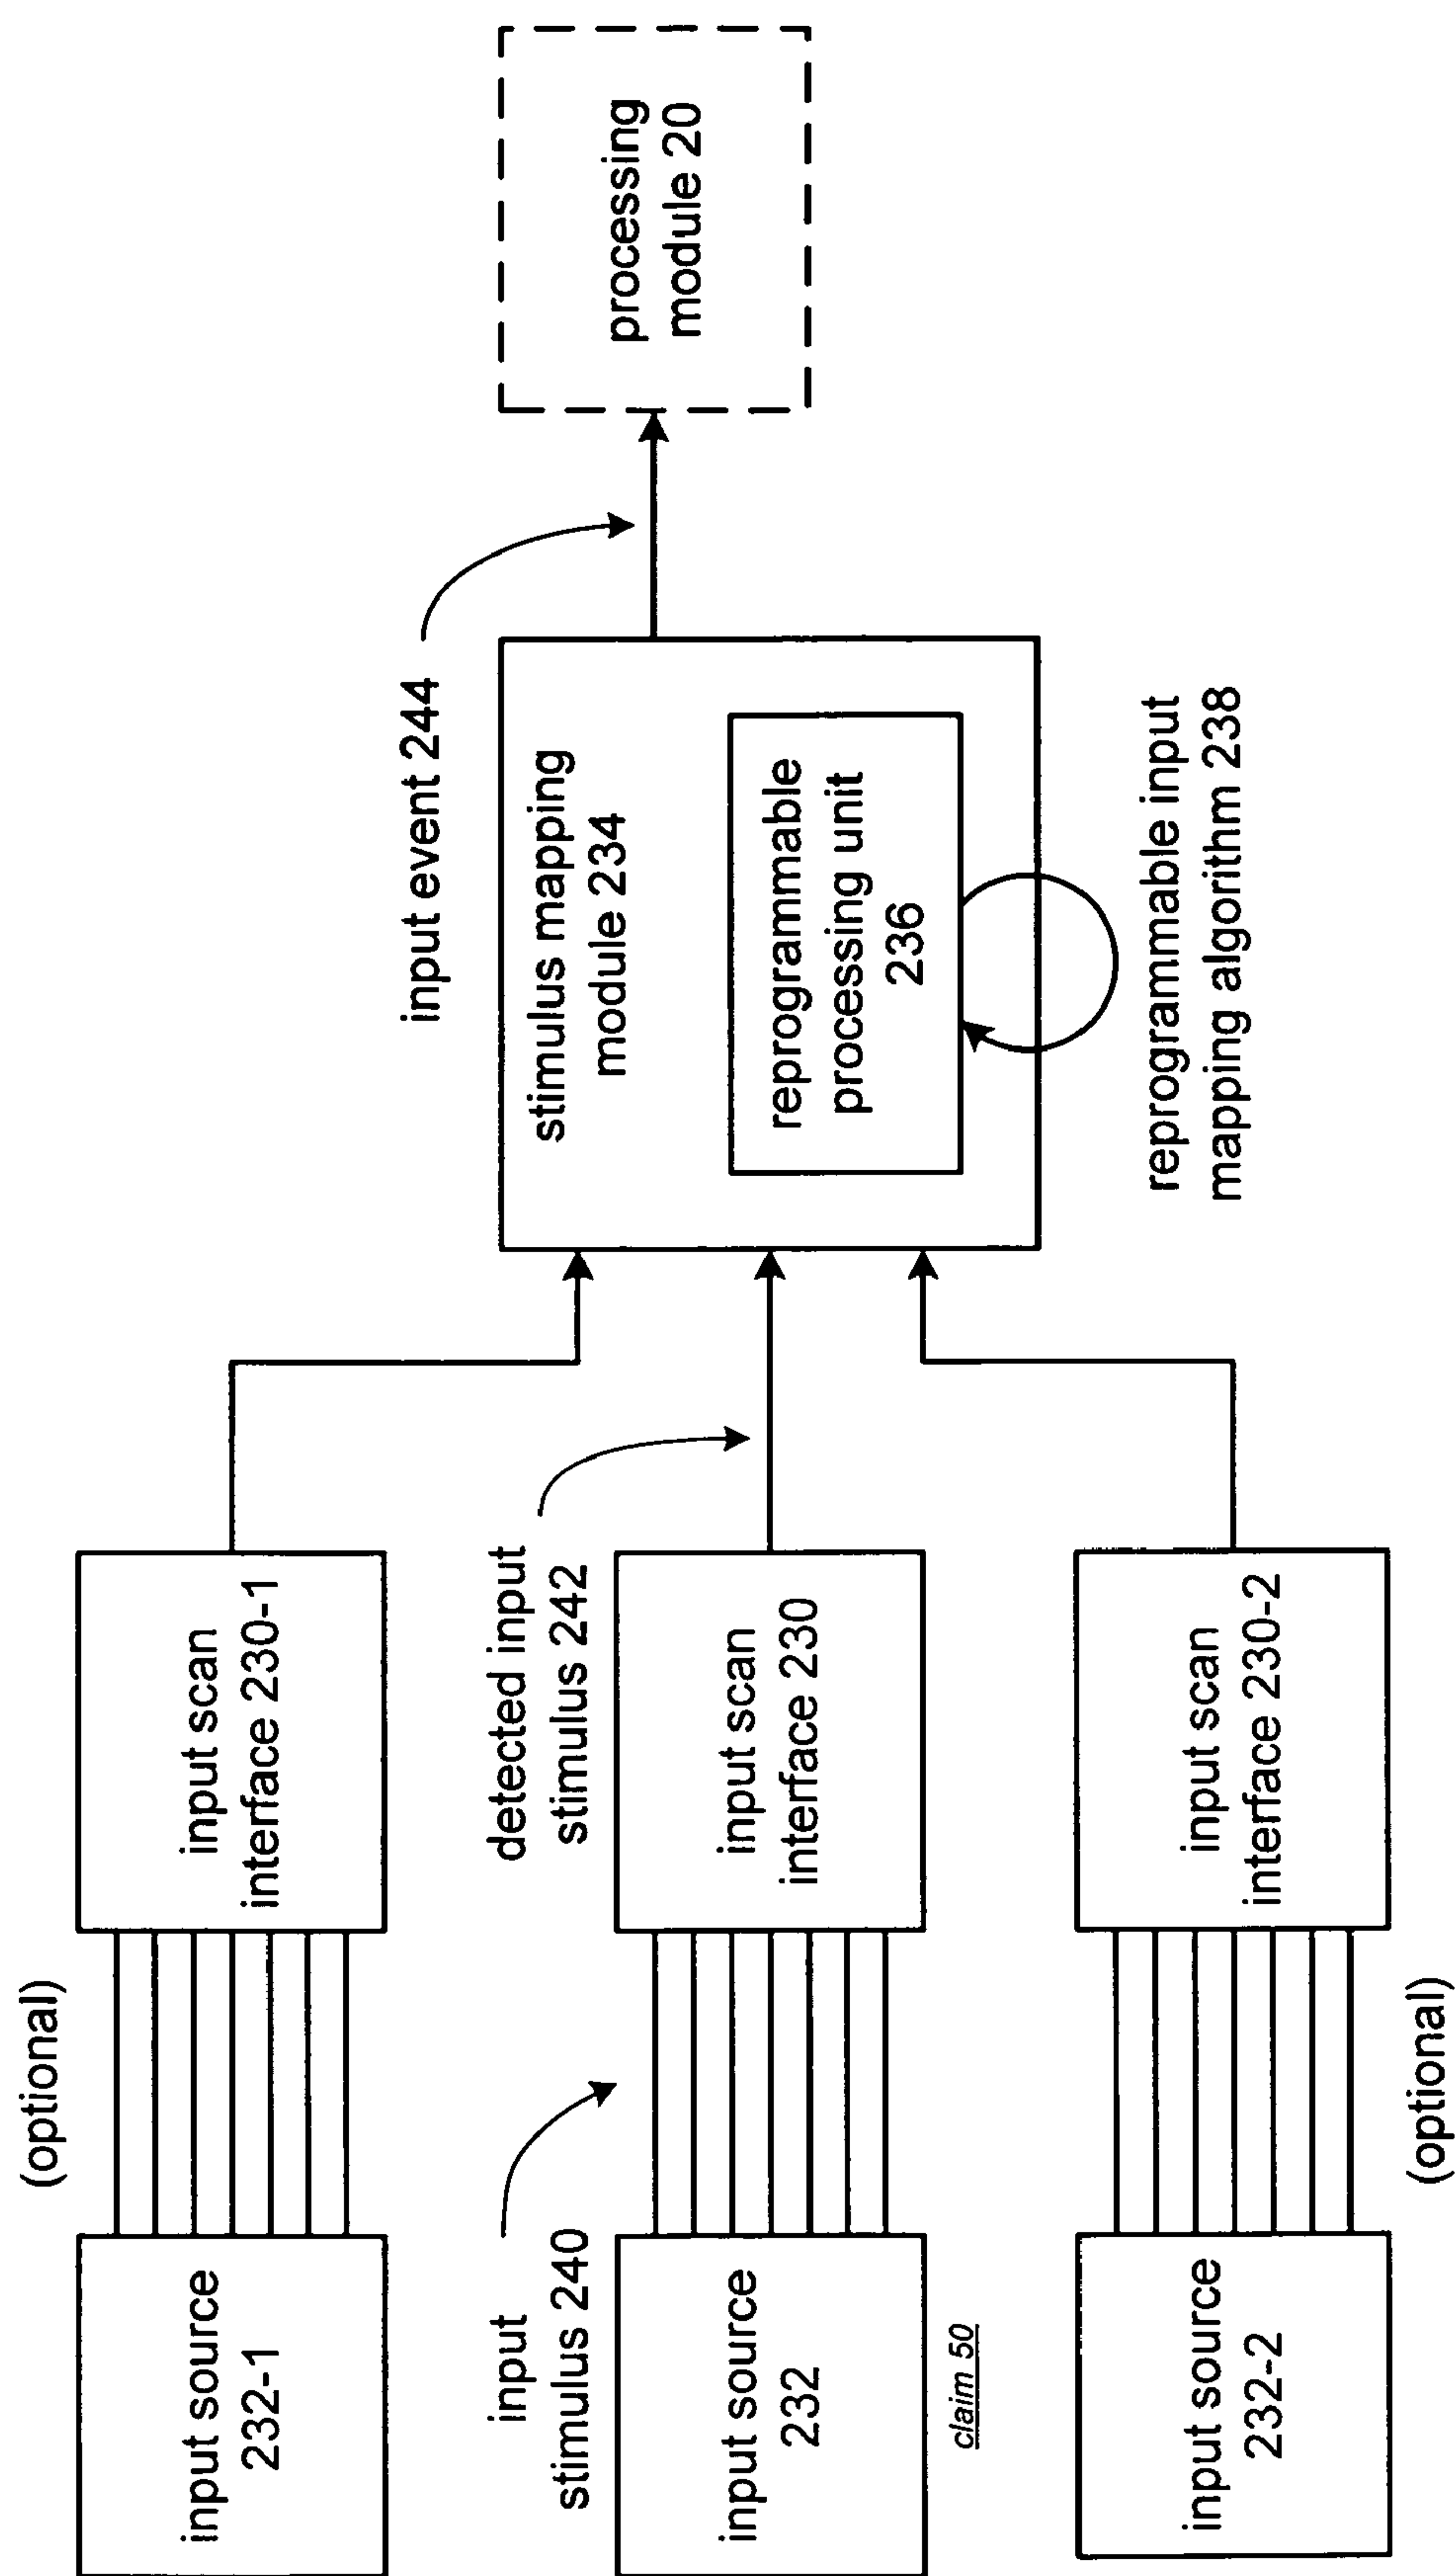 (optional)
input source
232-1
input scan
interface 230-1
input
stimulus 240
detected input
stimulus 242
input event 244
input source
232
input scan
interface 230
stimulus mapping
module 234
reprogrammable
processing unit
236
processing
module 20
claim 50
reprogrammable input
mapping algorithm 238
input source
232-2
input scan
interface 230-2
(optional)